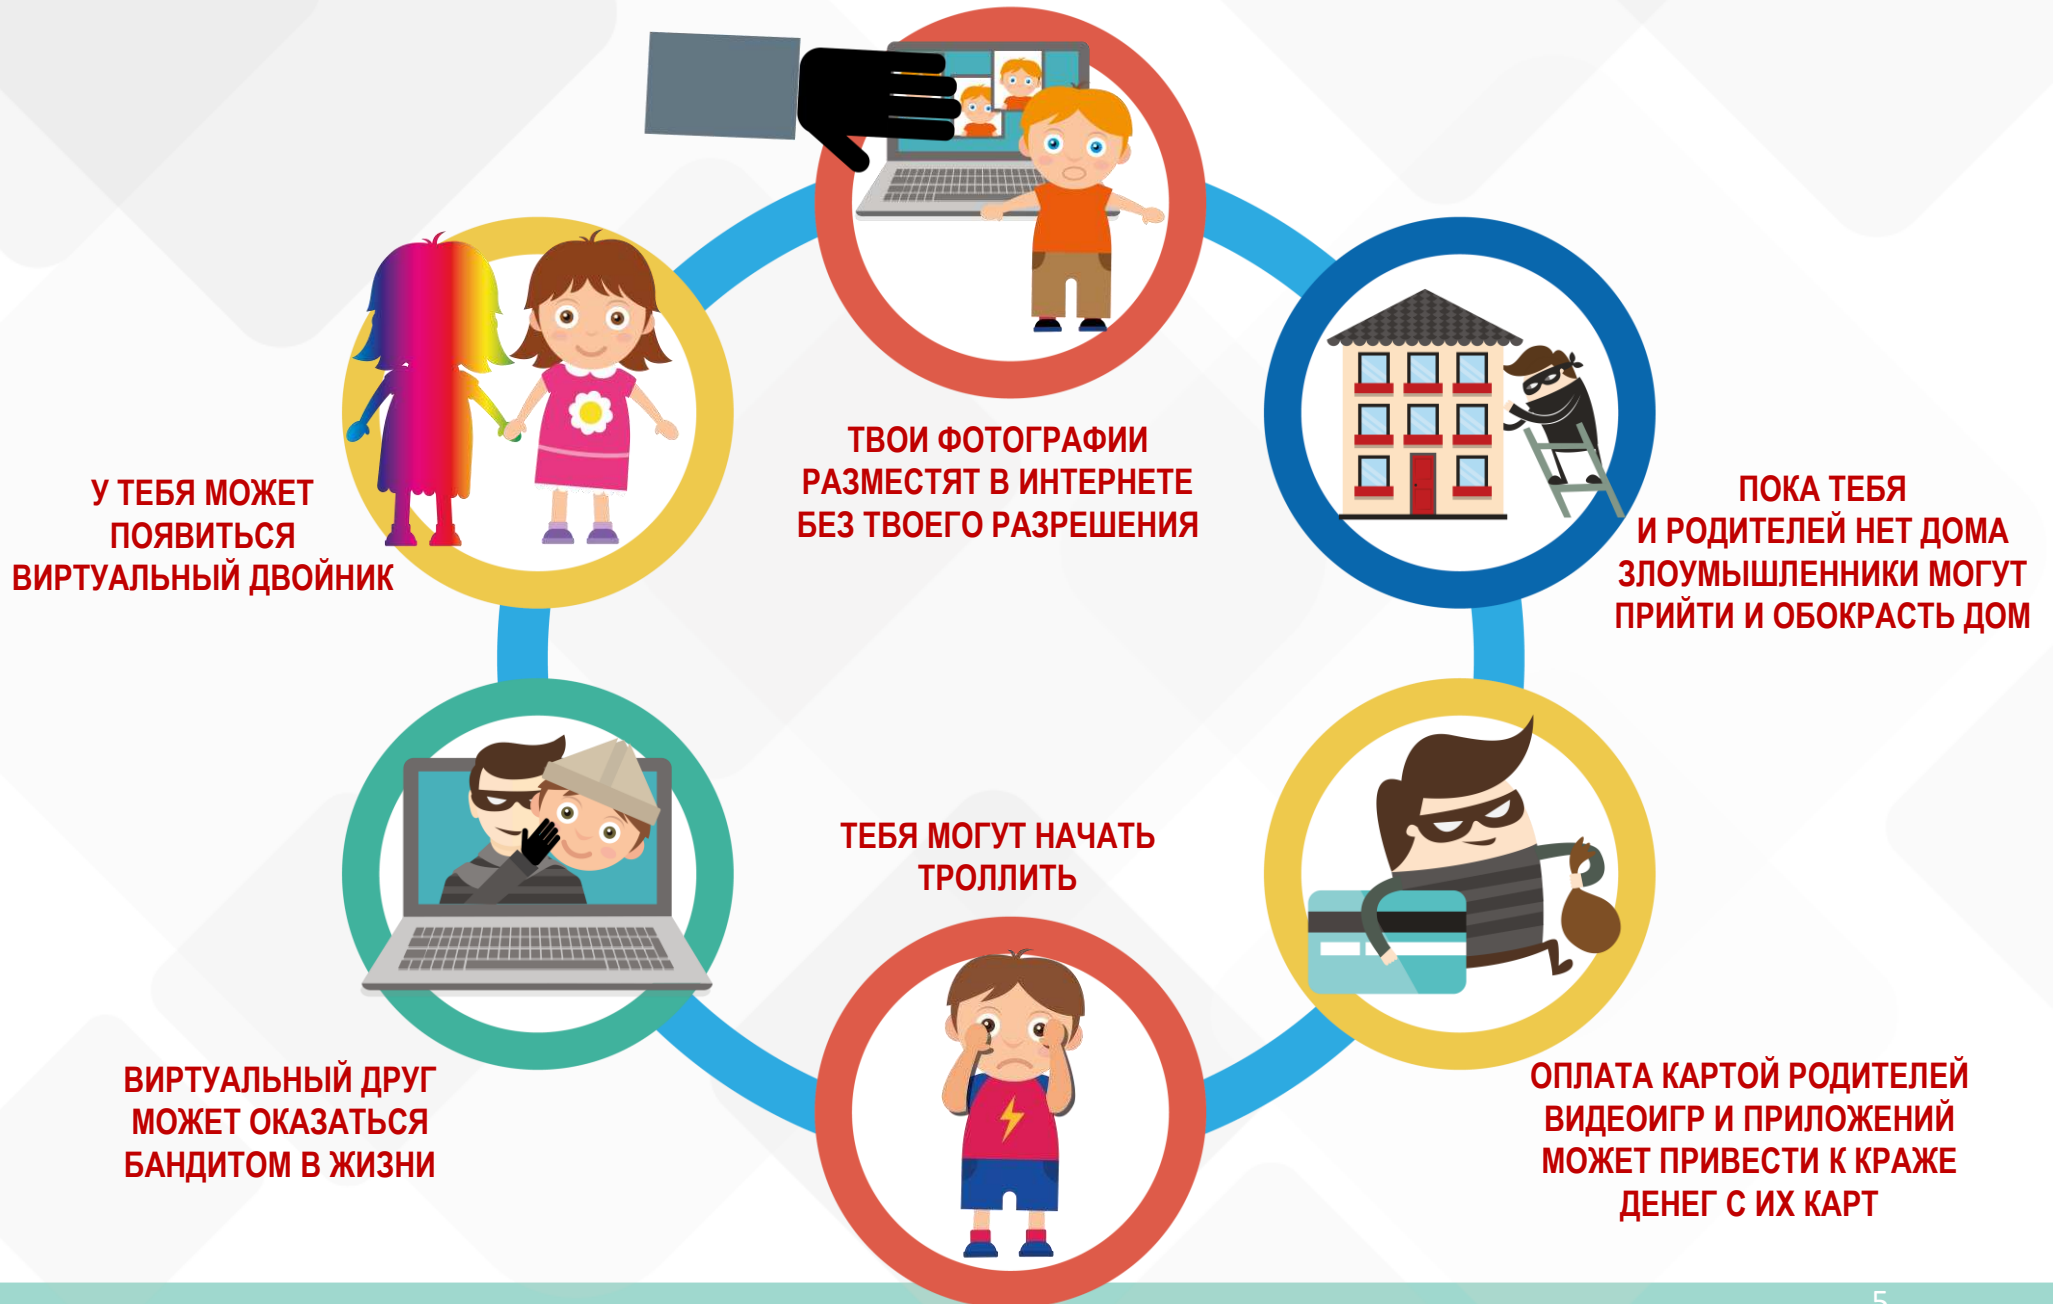 ТВОИ ФОТОГРАФИИ
РАЗМЕСТЯТ В ИНТЕРНЕТЕ
БЕЗ ТВОЕГО РАЗРЕШЕНИЯ
У ТЕБЯ МОЖЕТ
ПОЯВИТЬСЯ
ВИРТУАЛЬНЫЙ ДВОЙНИК
ПОКА ТЕБЯ
И РОДИТЕЛЕЙ НЕТ ДОМА
ЗЛОУМЫШЛЕННИКИ МОГУТ
ПРИЙТИ И ОБОКРАСТЬ ДОМ
ТЕБЯ МОГУТ НАЧАТЬ
ТРОЛЛИТЬ
ВИРТУАЛЬНЫЙ ДРУГ
МОЖЕТ ОКАЗАТЬСЯ
БАНДИТОМ В ЖИЗНИ
ОПЛАТА КАРТОЙ РОДИТЕЛЕЙ
ВИДЕОИГР И ПРИЛОЖЕНИЙ
МОЖЕТ ПРИВЕСТИ К КРАЖЕ
ДЕНЕГ С ИХ КАРТ
5